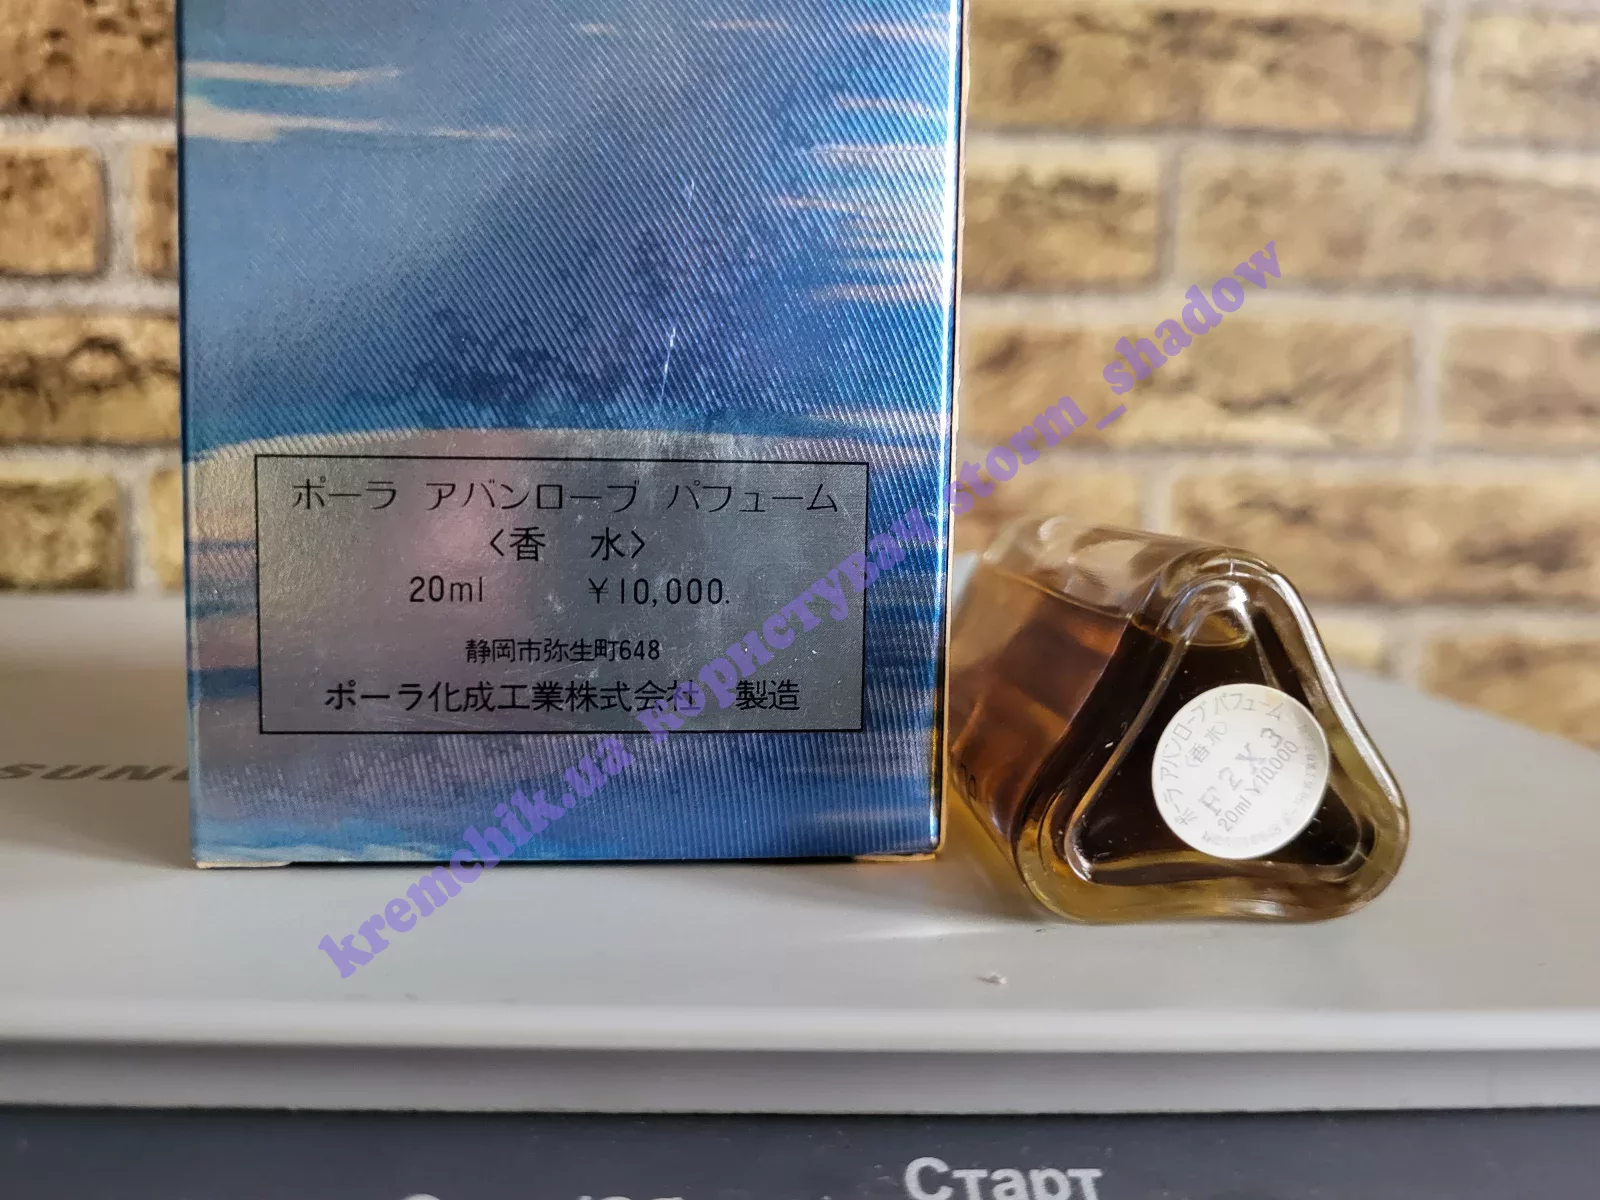 ポーラ アバンローブ パフューム
〈香 水〉
20ml ￥10,000.
静岡市弥生町648
ポーラ化成工業株式会社 製造
ポーラ アバンローブ パフューム
〈香水〉
F2X3
20ml ￥10,000
kremchik.ua Користувач storm_shadow
Старт